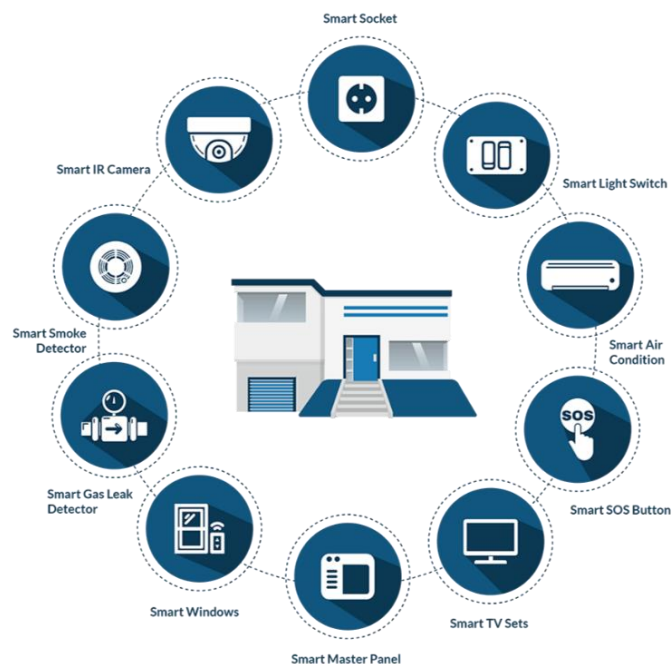 Smart Socket
Smart IR Camera
Smart Light Switch
Smart Smoke
Detector
Smart Air
Condition
SOS
Smart Gas Leak
Detector
Smart SOS Button
Smart Windows
Smart TV Sets
Smart Master Panel